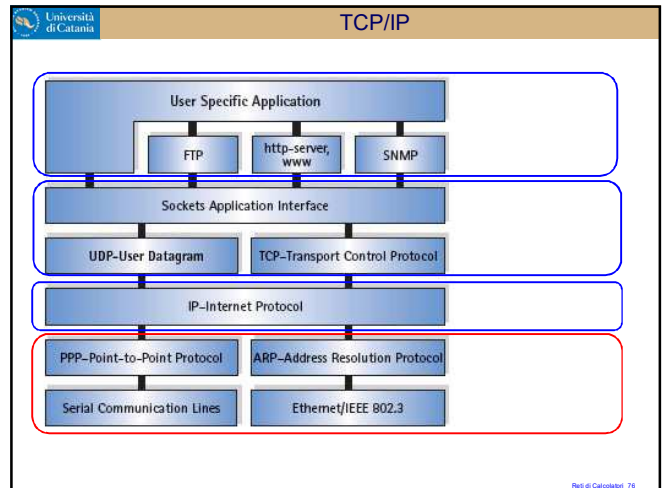 Università
di Catania
TCP/IP
User Specific Application
FTP
http-server,
www
SNMP
Sockets Application Interface
UDP-User Datagram
TCP-Transport Control Protocol
IP-Internet Protocol
PPP-Point-to-Point Protocol
ARP-Address Resolution Protocol
Serial Communication Lines
Ethernet/IEEE 802.3
Reti di Calcolatori 76